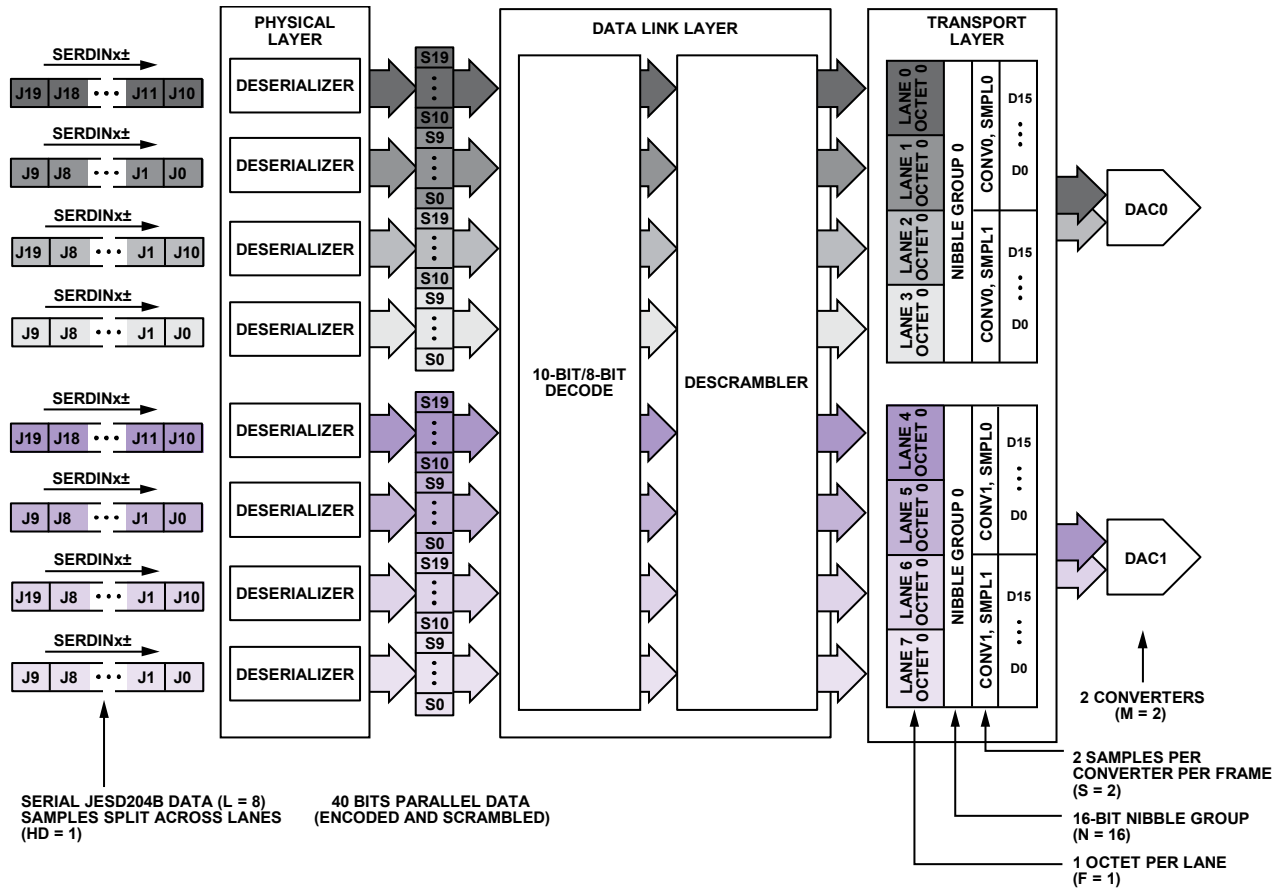 PHYSICAL
LAYER
DATA LINK LAYER
TRANSPORT
LAYER
SERDINx±
J19 J18 ••• J11 J10
SERDINx±
J9 J8 ••• J1 J0
SERDINx±
J19 J8 ••• J1 J10
SERDINx±
J9 J8 ••• J1 J0
SERDINx±
J19 J18 ••• J11 J10
SERDINx±
J9 J8 ••• J1 J0
SERDINx±
J19 J8 ••• J1 J10
SERDINx±
J9 J8 ••• J1 J0
DESERIALIZER
DESERIALIZER
DESERIALIZER
DESERIALIZER
DESERIALIZER
DESERIALIZER
DESERIALIZER
DESERIALIZER
S19
S10
S9
S0
S19
S10
S9
S0
S19
S10
S9
S0
S19
S10
S9
S0
10-BIT/8-BIT
DECODE
DESCRAMBLER
LANE 0
OCTET 0
LANE 1
OCTET 0
LANE 2
OCTET 0
LANE 3
OCTET 0
NIBBLE GROUP 0
CONV0, SMPL0
CONV0, SMPL1
D15
D0
D15
D0
DAC0
LANE 4
OCTET 0
LANE 5
OCTET 0
LANE 6
OCTET 0
LANE 7
OCTET 0
NIBBLE GROUP 0
CONV1, SMPL0
CONV1, SMPL1
D15
D0
D15
D0
DAC1
2 CONVERTERS
(M = 2)
2 SAMPLES PER
CONVERTER PER FRAME
(S = 2)
16-BIT NIBBLE GROUP
(N = 16)
1 OCTET PER LANE
(F = 1)
SERIAL JESD204B DATA (L = 8)
SAMPLES SPLIT ACROSS LANES
(HD = 1)
40 BITS PARALLEL DATA
(ENCODED AND SCRAMBLED)